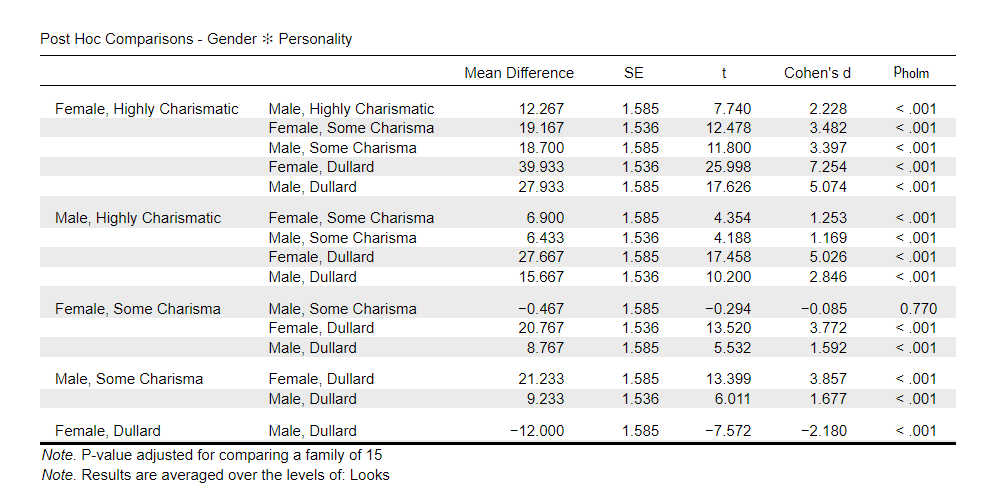 Post Hoc Comparisons - Gender ✻ Personality
Mean Difference SE t Cohen's d pholm
Female, Highly Charismatic Male, Highly Charismatic 12.267 1.585 7.740 2.228 < .001
Female, Some Charisma 19.167 1.536 12.478 3.482 < .001
Male, Some Charisma 18.700 1.585 11.800 3.397 < .001
Female, Dullard 39.933 1.536 25.998 7.254 < .001
Male, Dullard 27.933 1.585 17.626 5.074 < .001
Male, Highly Charismatic Female, Some Charisma 6.900 1.585 4.354 1.253 < .001
Male, Some Charisma 6.433 1.536 4.188 1.169 < .001
Female, Dullard 27.667 1.585 17.458 5.026 < .001
Male, Dullard 15.667 1.536 10.200 2.846 < .001
Female, Some Charisma Male, Some Charisma −0.467 1.585 −0.294 −0.085 0.770
Female, Dullard 20.767 1.536 13.520 3.772 < .001
Male, Dullard 8.767 1.585 5.532 1.592 < .001
Male, Some Charisma Female, Dullard 21.233 1.585 13.399 3.857 < .001
Male, Dullard 9.233 1.536 6.011 1.677 < .001
Female, Dullard Male, Dullard −12.000 1.585 −7.572 −2.180 < .001
Note. P-value adjusted for comparing a family of 15
Note. Results are averaged over the levels of: Looks